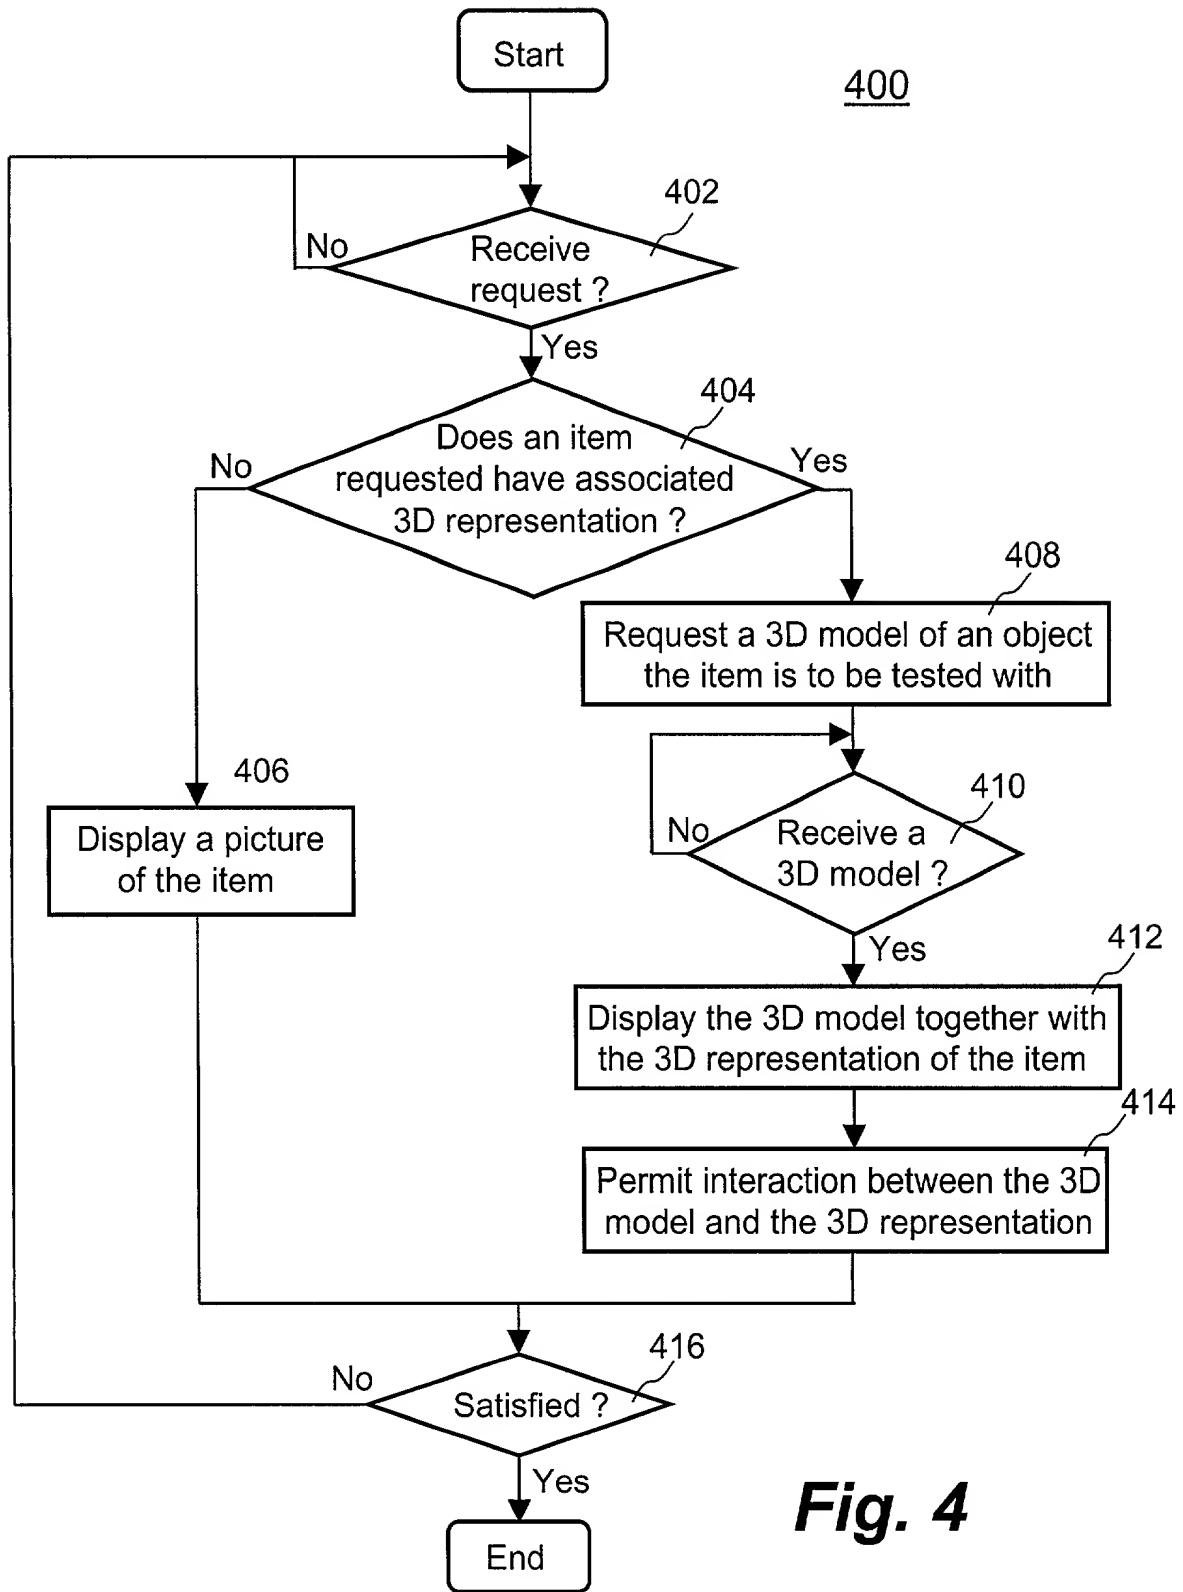 Start
400
402
No
Receive
request ?
Yes
404
Does an item
requested have associated
3D representation ?
No
Yes
408
Request a 3D model of an object
the item is to be tested with
406
Display a picture
of the item
410
No
Receive a
3D model ?
Yes
412
Display the 3D model together with
the 3D representation of the item
414
Permit interaction between the 3D
model and the 3D representation
416
No
Satisfied ?
Yes
End
Fig. 4